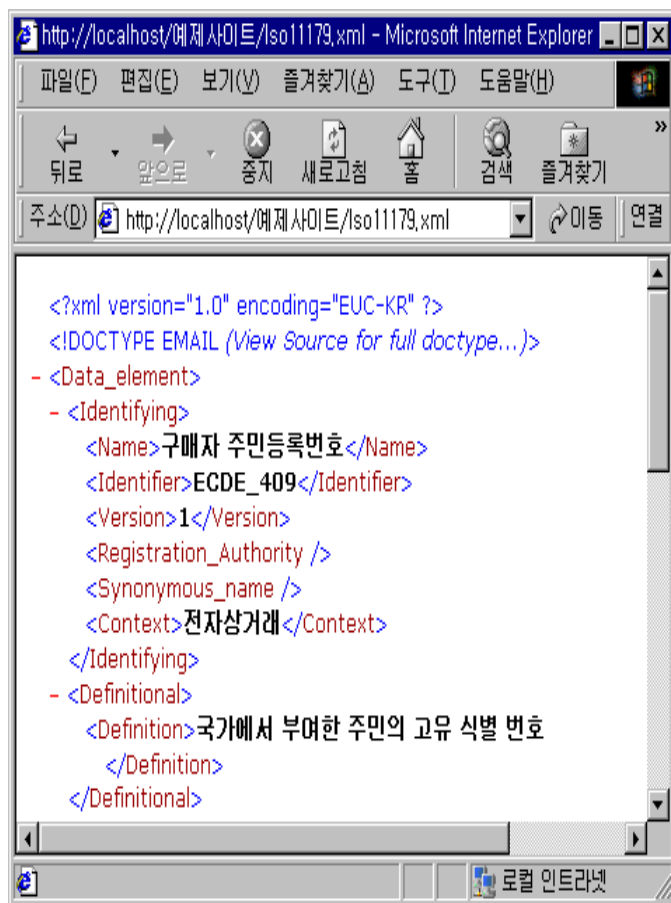 http://localhost/예제사이트/Iso11179.xml - Microsoft Internet Explorer
파일(F) 편집(E) 보기(V) 즐겨찾기(A) 도구(T) 도움말(H)
뒤로 앞으로 중지 새로고침 홈 검색 즐겨찾기 »
주소(D) http://localhost/예제사이트/Iso11179.xml 이동 연결
<?xml version="1.0" encoding="EUC-KR" ?>
<!DOCTYPE EMAIL (View Source for full doctype...)>
- <Data_element>
- <Identifying>
<Name>구매자 주민등록번호</Name>
<Identifier>ECDE_409</Identifier>
<Version>1</Version>
<Registration_Authority />
<Synonymous_name />
<Context>전자상거래</Context>
</Identifying>
- <Definitional>
<Definition>국가에서 부여한 주민의 고유 식별 번호
</Definition>
</Definitional>
로컬 인트라넷